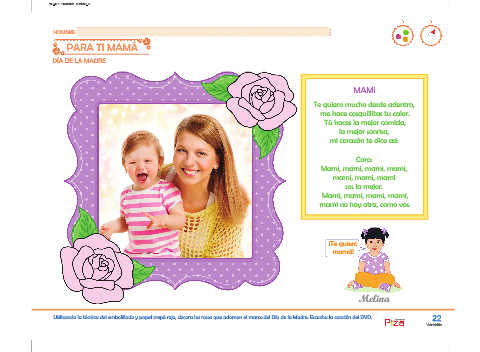 NOMBRE:
PARA TI MAMÁ
DÍA DE LA MADRE
MAMI
Te quiero mucho desde adentro,
me hace cosquillitas tu calor.
Tú haces la mejor comida,
la mejor sonrisa,
mi corazón te dice así:
Coro:
Mami, mami, mami, mami,
mami, mami, mami
sos la mejor.
Mami, mami, mami, mami,
mami no hay otra, como vos.
¡Te quiero
mamá!
Melina
Utilizando la técnica del embolillado y papel crepé rojo, decora las rosas que adornan el marco del Día de la Madre. Escucha la canción del DVD.
22